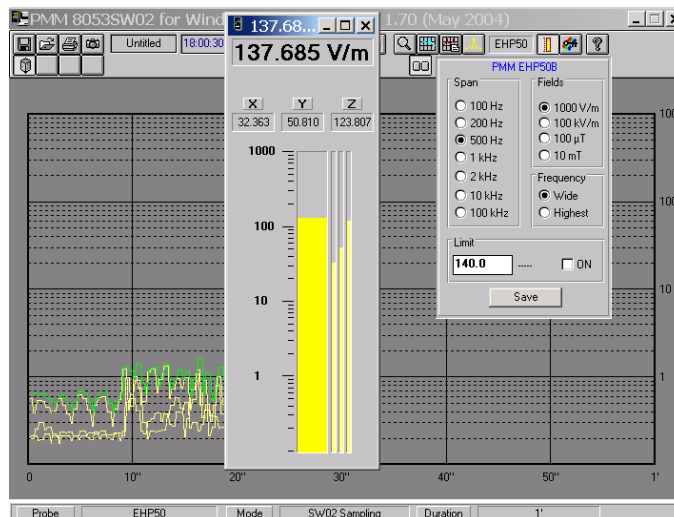 PMM 8053SW02 for Wind
1.70 (May 2004)
137.68...
Untitled
18:00:30
EHP50
137.685 V/m
X Y Z
32.363 50.810 123.807
1000
100
10
1
PMM EHP50B
Span
100 Hz
200 Hz
500 Hz
1 kHz
2 kHz
10 kHz
100 kHz
Fields
1000 V/m
100 kV/m
100 µT
10 mT
Frequency
Wide
Highest
Limit
140.0 ..... ON
Save
100
100
10
1
0 10" 20" 30" 40" 50" 1'
Probe EHP50 Mode SW02 Sampling Duration 1'